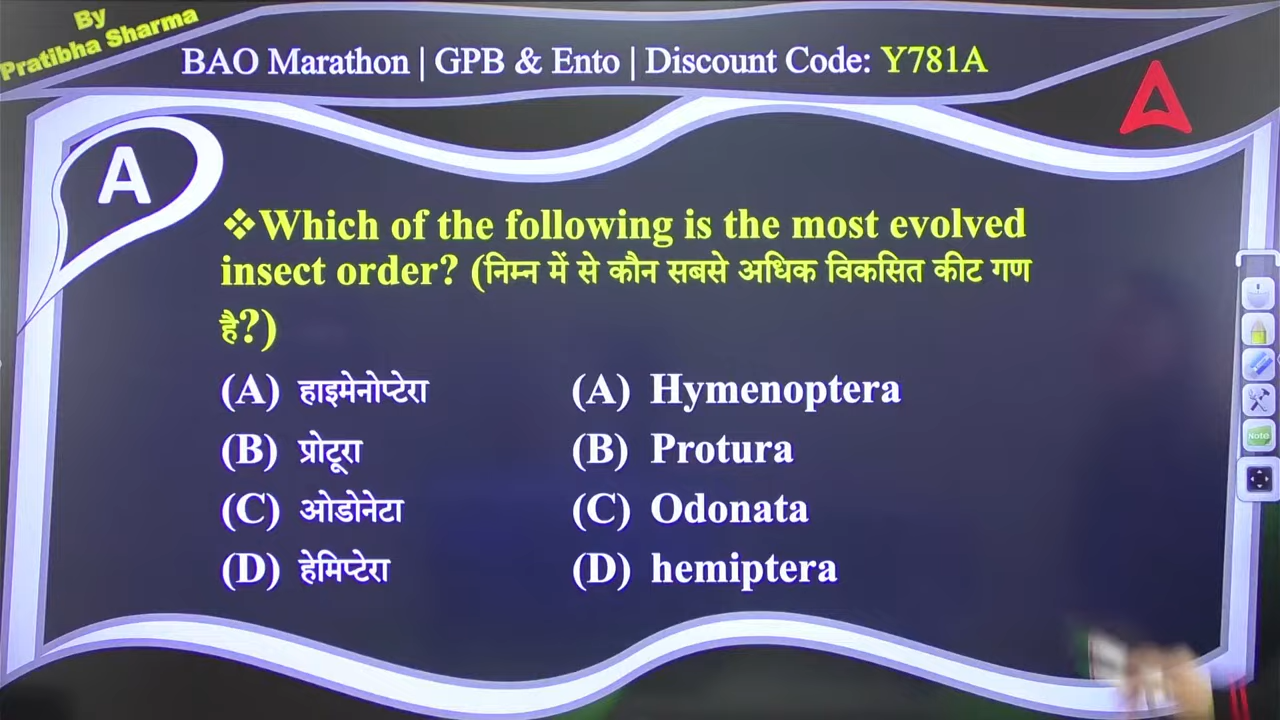 By
Pratibha Sharma
BAO Marathon | GPB & Ento | Discount Code: Y781A
A
❖Which of the following is the most evolved
insect order? (निम्न में से कौन सबसे अधिक विकसित कीट गण
है?)
(A) हाइमेनोप्टेरा (A) Hymenoptera
(B) प्रोटूरा (B) Protura
(C) ओडोनेटा (C) Odonata
(D) हेमिप्टेरा (D) hemiptera
Note